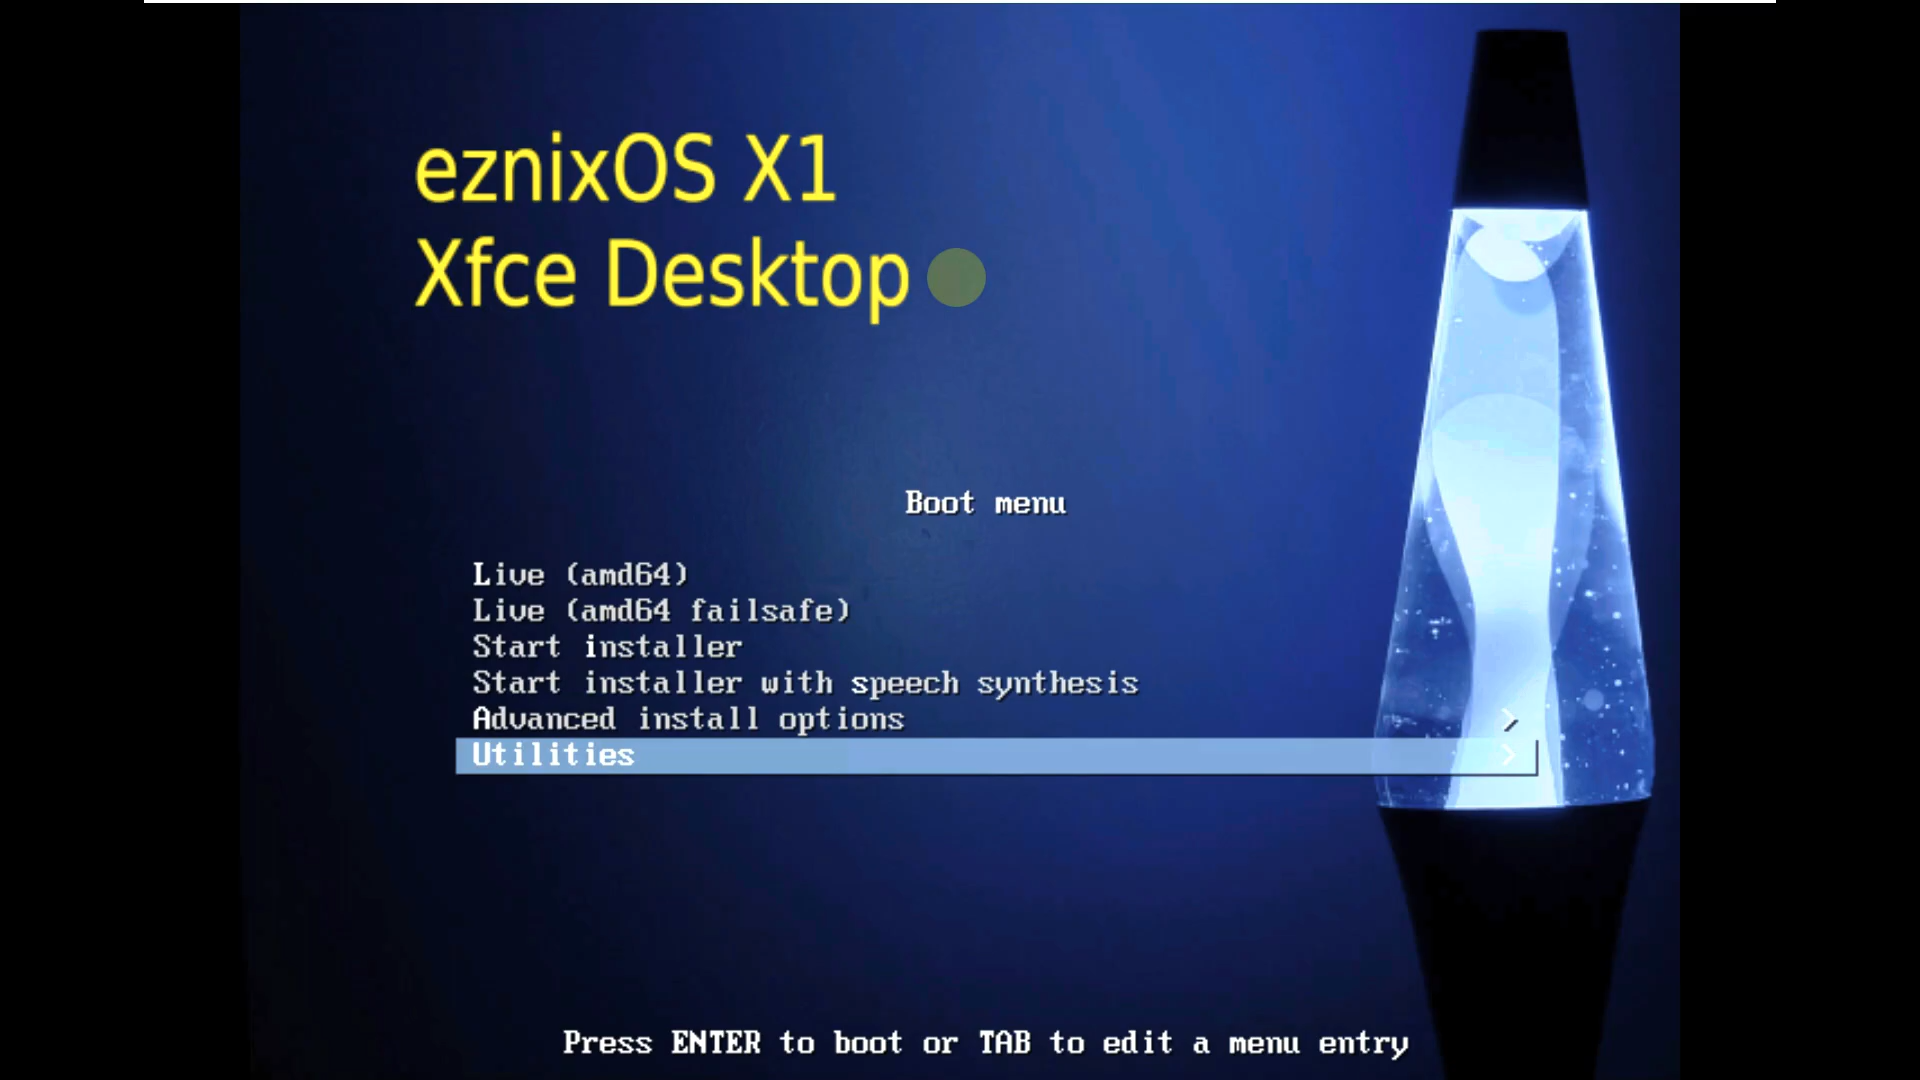 eznixOS X1
Xfce Desktop
Boot menu
Live (amd64)
Live (amd64 failsafe)
Start installer
Start installer with speech synthesis
Advanced install options >
Utilities >
Press ENTER to boot or TAB to edit a menu entry